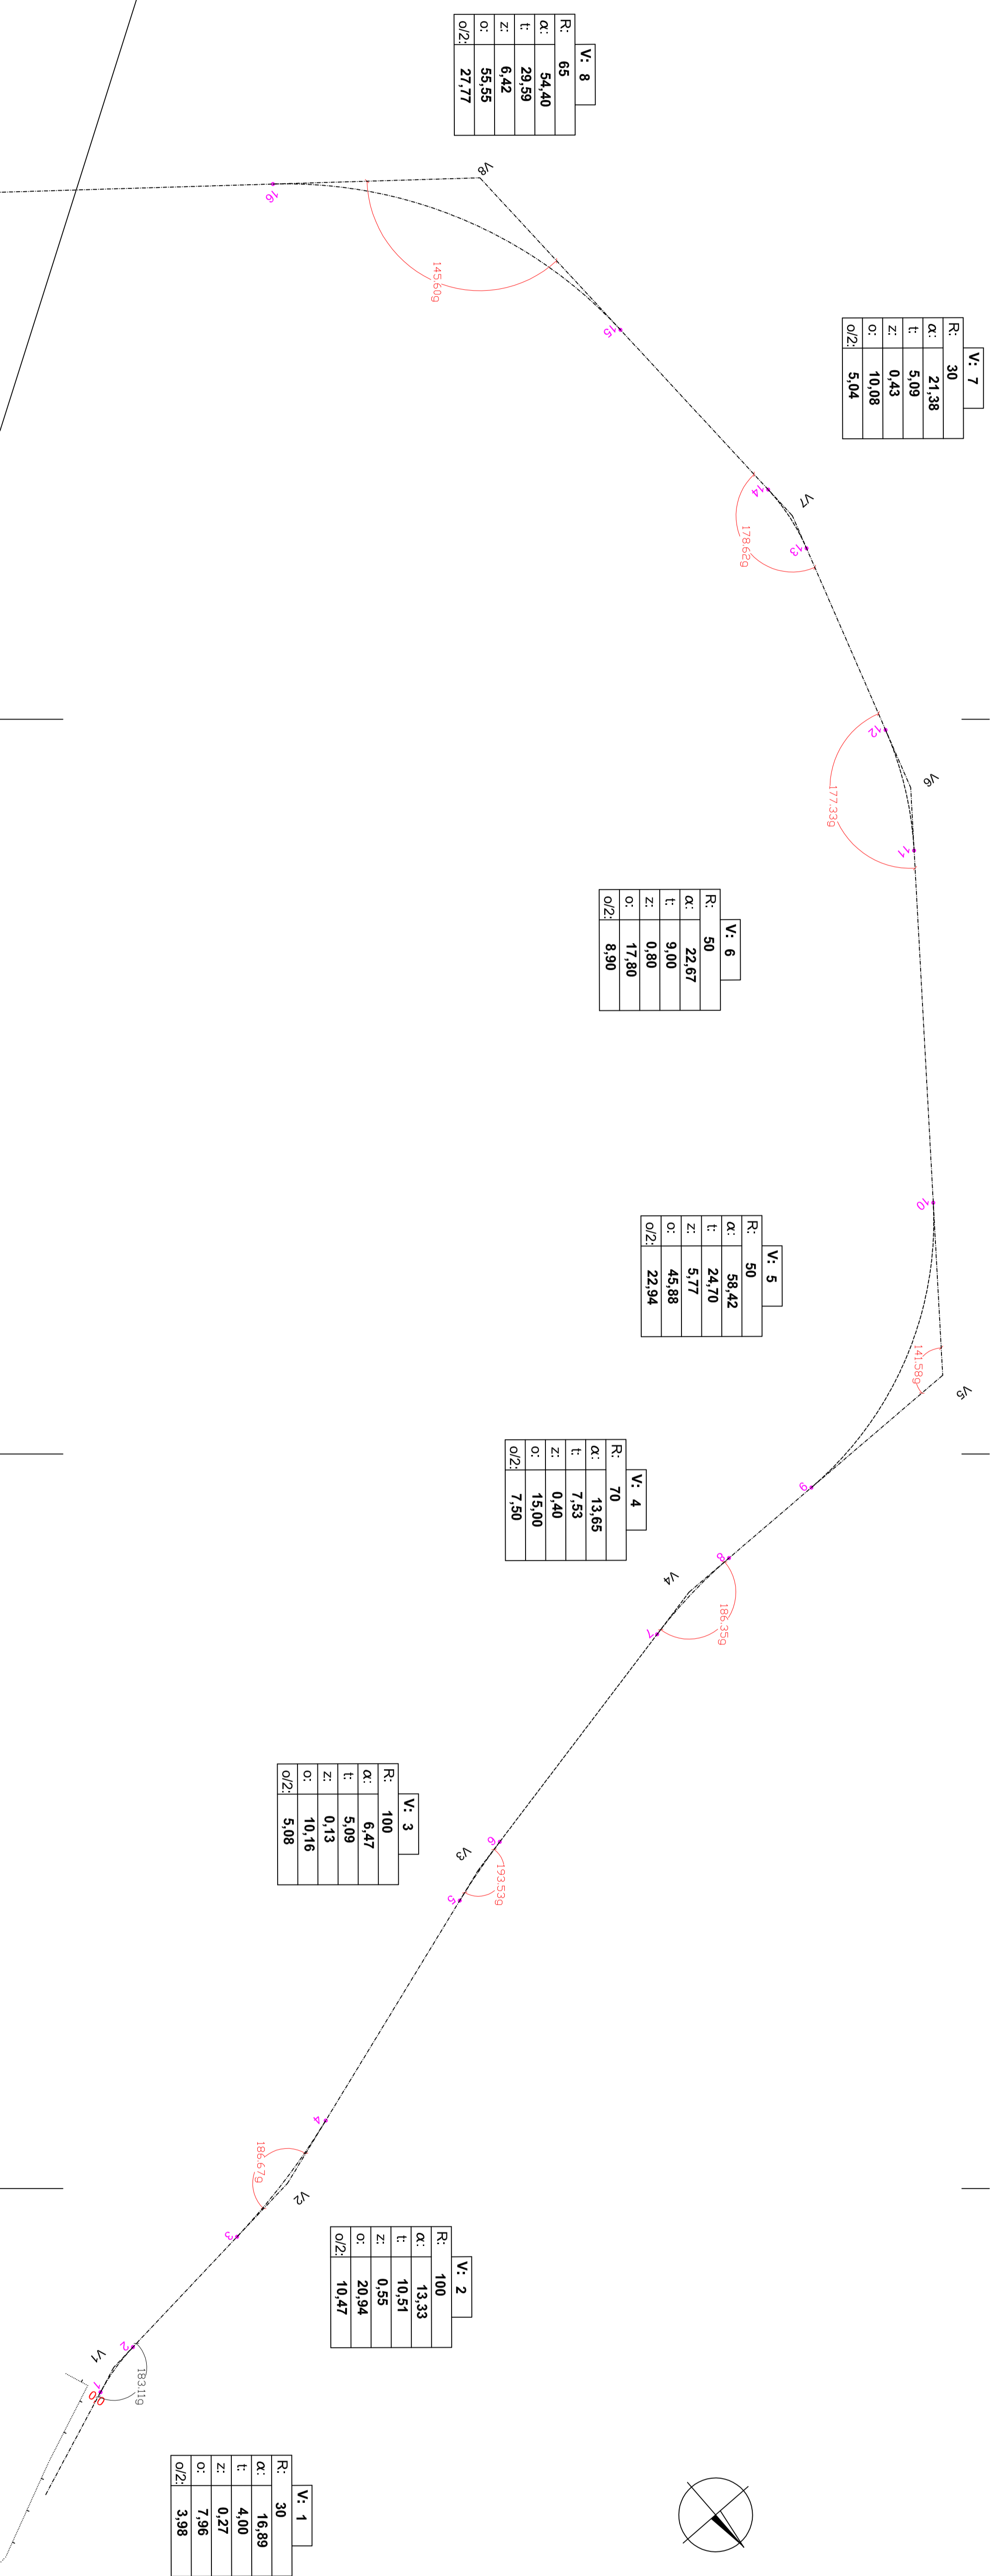 V: 8
R: 65
α: 54,40
t: 29,59
z: 6,42
o: 55,55
o/2: 27,77
V8
16
145.60g
15
V: 7
R: 30
α: 21,38
t: 5,09
z: 0,43
o: 10,08
o/2: 5,04
V7
14
13
178.62g
12
V6
177.33g
11
V: 6
R: 50
α: 22,67
t: 9,00
z: 0,80
o: 17,80
o/2: 8,90
10
V: 5
R: 50
α: 58,42
t: 24,70
z: 5,77
o: 45,88
o/2: 22,94
141.58g
V5
9
V: 4
R: 70
α: 13,65
t: 7,53
z: 0,40
o: 15,00
o/2: 7,50
8
V4
186.35g
7
V: 3
R: 100
α: 6,47
t: 5,09
z: 0,13
o: 10,16
o/2: 5,08
6
V3
193.53g
5
4
186.67g
V2
3
V: 2
R: 100
α: 13,33
t: 10,51
z: 0,55
o: 20,94
o/2: 10,47
2
V1
183.11g
1
0.0
V: 1
R: 30
α: 16,89
t: 4,00
z: 0,27
o: 7,96
o/2: 3,98